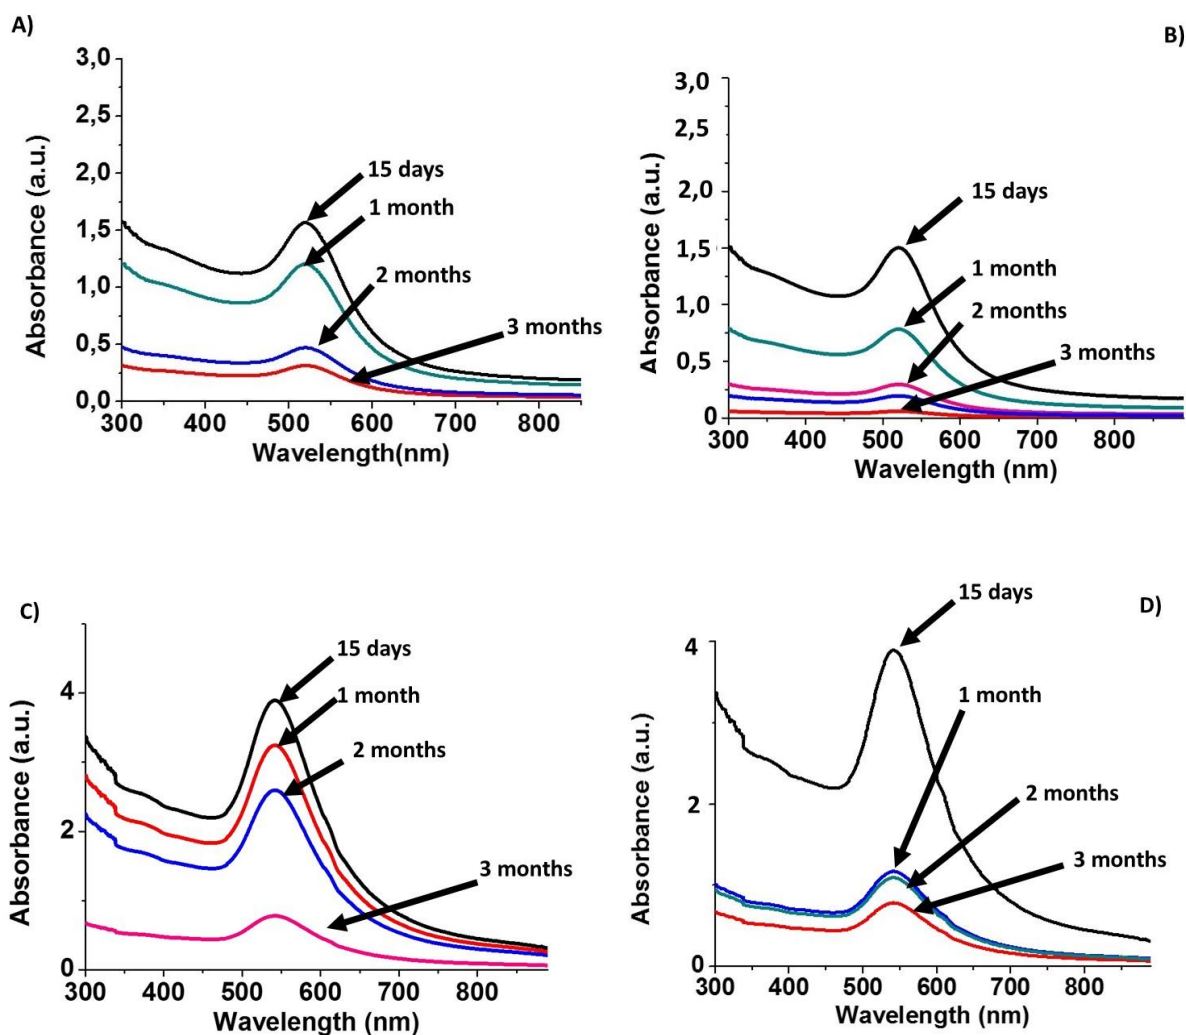 A)
3,0
2,5
2,0
1,5
1,0
0,5
0,0
Absorbance (a.u.)
15 days
1 month
2 months
3 months
300 400 500 600 700 800
Wavelength(nm)
B)
3,0
2,5
2,0
1,5
1,0
0,5
0
Absorbance (a.u.)
15 days
1 month
2 months
3 months
300 400 500 600 700 800
Wavelength (nm)
C)
4
2
0
Absorbance (a.u.)
15 days
1 month
2 months
3 months
300 400 500 600 700 800
Wavelength (nm)
D)
4
2
0
Absorbance (a.u.)
15 days
1 month
2 months
3 months
300 400 500 600 700 800
Wavelength (nm)